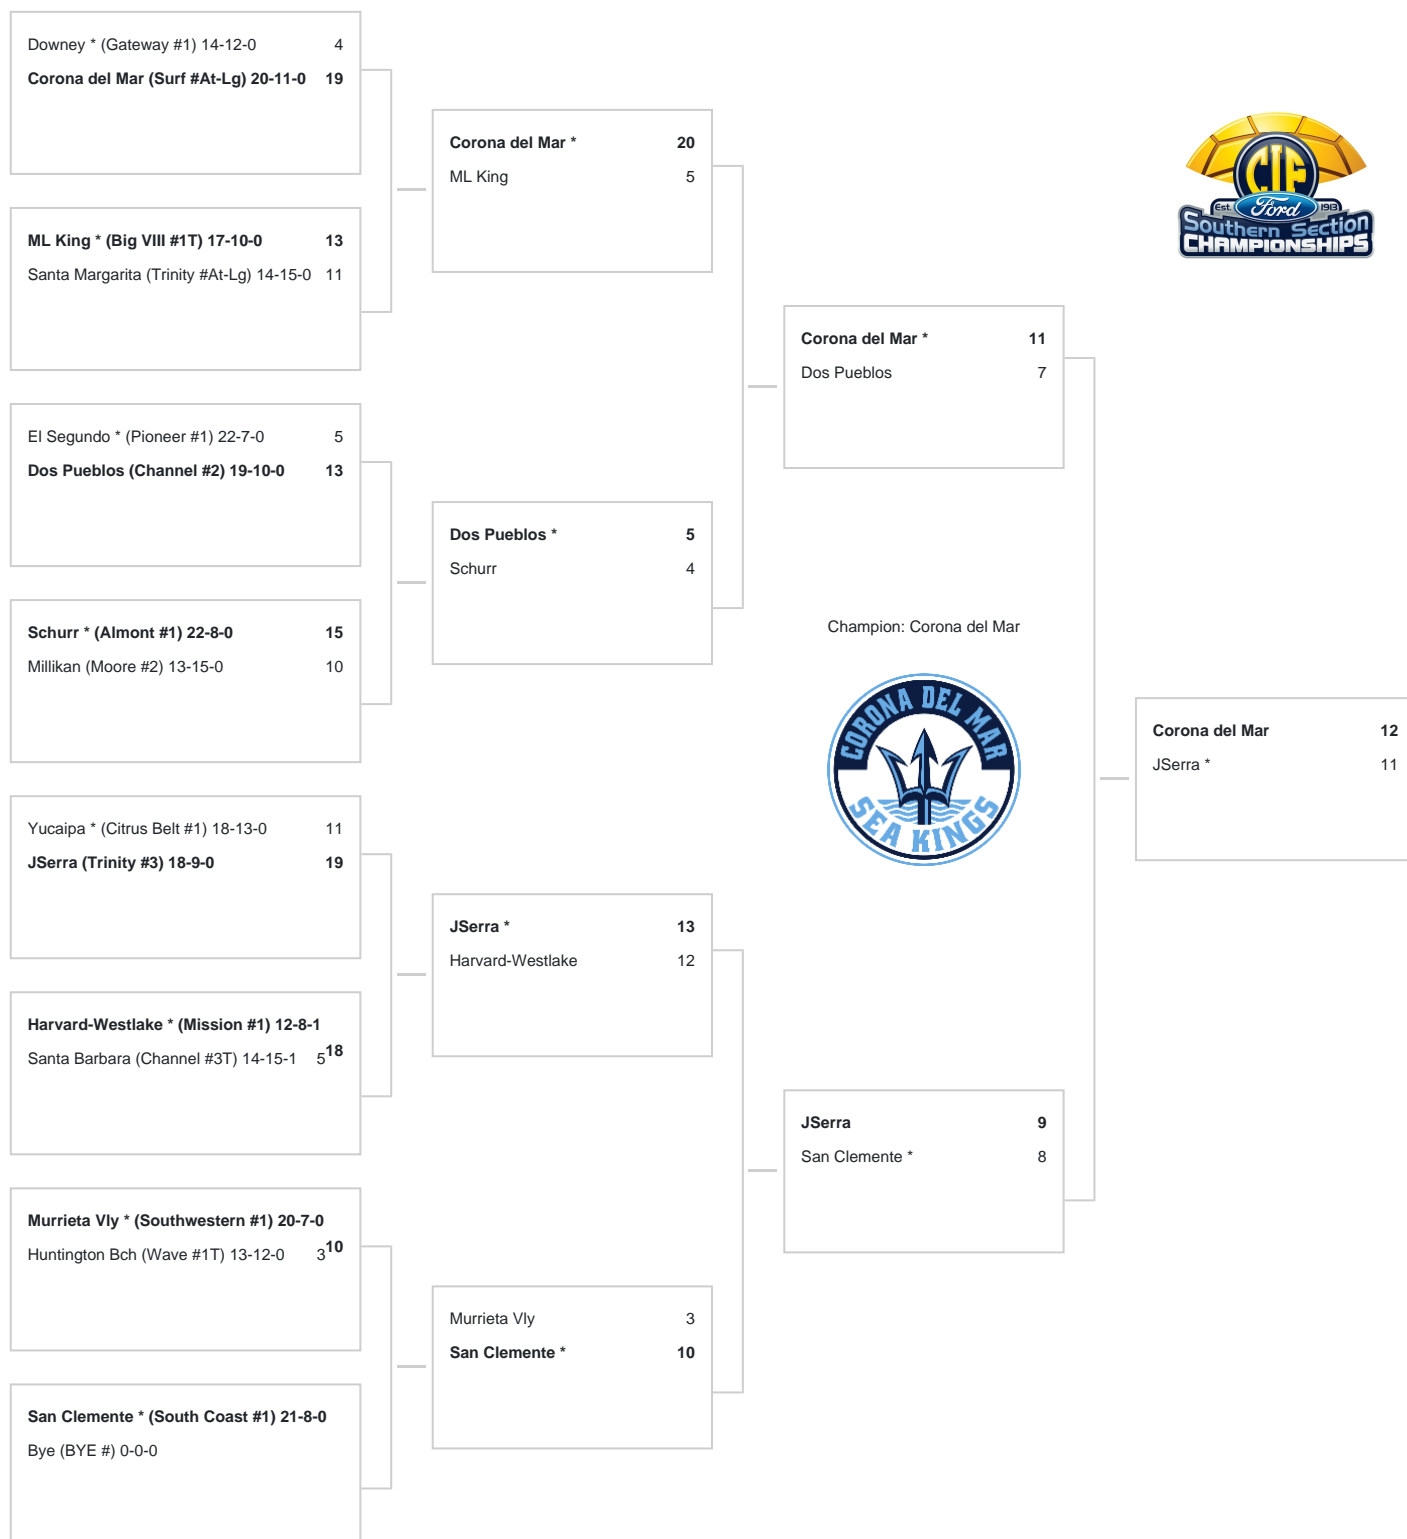 Downey * (Gateway #1) 14-12-0 4
Corona del Mar (Surf #At-Lg) 20-11-0 19
ML King * (Big VIII #1T) 17-10-0 13
Santa Margarita (Trinity #At-Lg) 14-15-0 11
El Segundo * (Pioneer #1) 22-7-0 5
Dos Pueblos (Channel #2) 19-10-0 13
Schurr * (Almont #1) 22-8-0 15
Millikan (Moore #2) 13-15-0 10
Yucaipa * (Citrus Belt #1) 18-13-0 11
JSerra (Trinity #3) 18-9-0 19
Harvard-Westlake * (Mission #1) 12-8-1
18
Santa Barbara (Channel #3T) 14-15-1 5
Murrieta Vly * (Southwestern #1) 20-7-0
10
Huntington Bch (Wave #1T) 13-12-0 3
San Clemente * (South Coast #1) 21-8-0
Bye (BYE #) 0-0-0
Corona del Mar * 20
ML King 5
Dos Pueblos * 5
Schurr 4
JSerra * 13
Harvard-Westlake 12
Murrieta Vly 3
San Clemente * 10
Corona del Mar * 11
Dos Pueblos 7
JSerra 9
San Clemente * 8
Corona del Mar 12
JSerra * 11
Champion: Corona del Mar
CORONA DEL MAR
SEA KINGS
CIF
Est. Ford 1913
Southern Section
CHAMPIONSHIPS